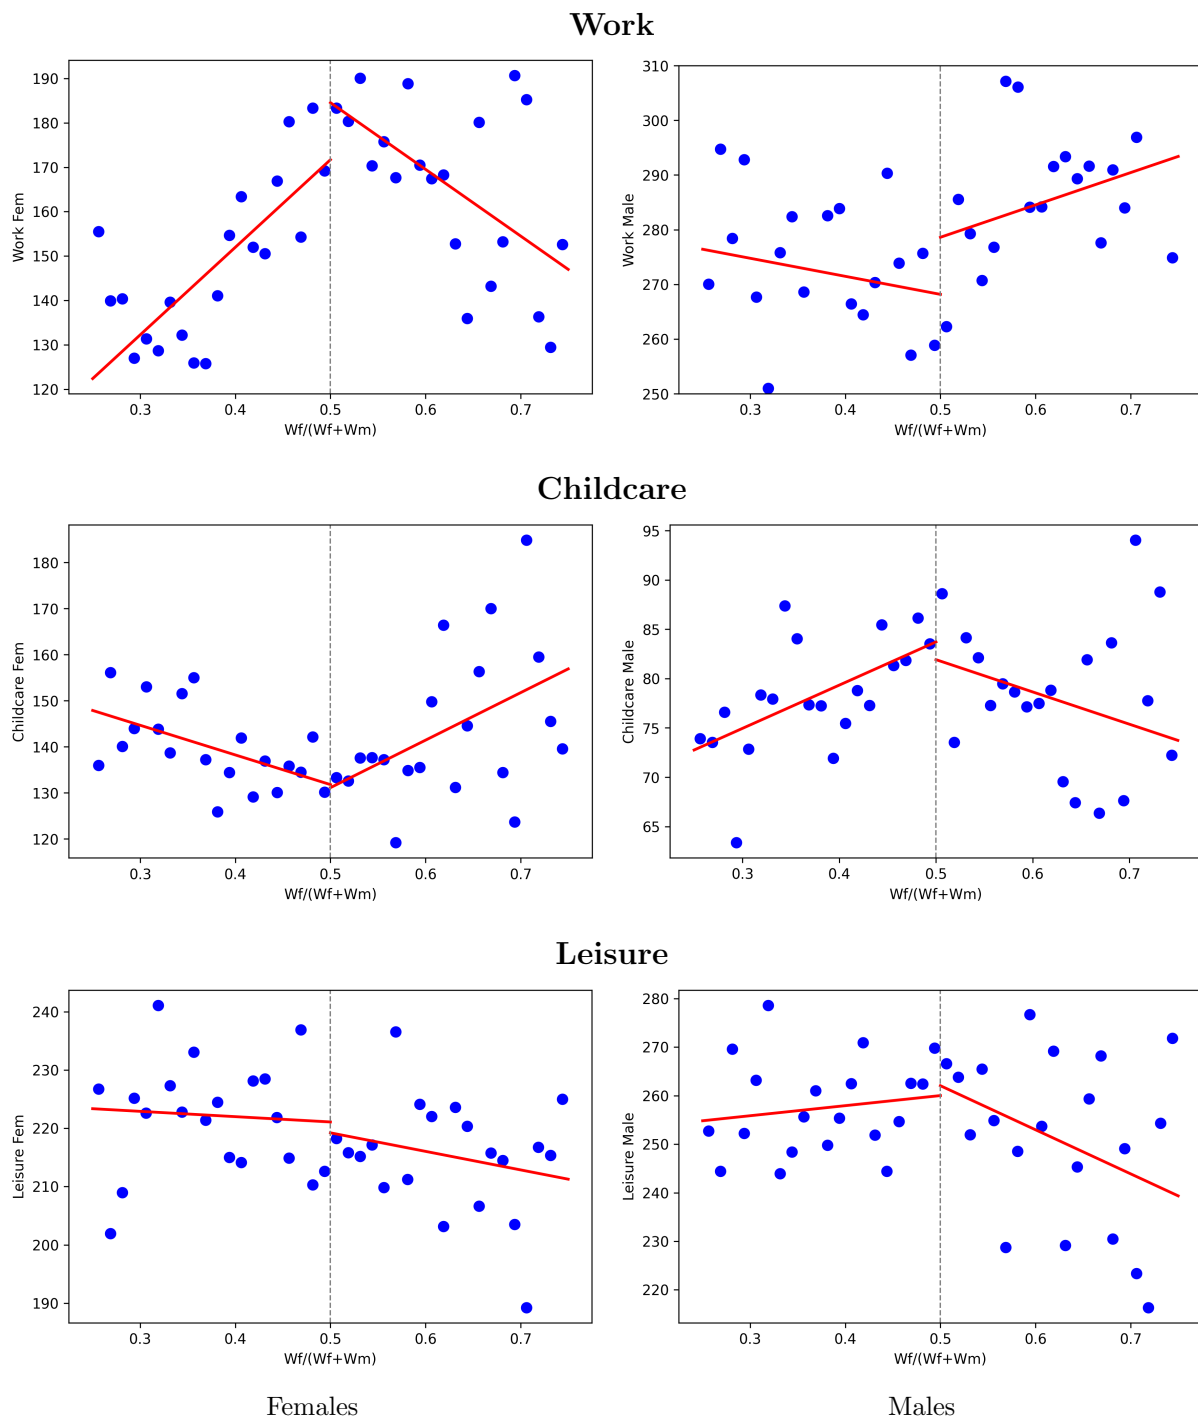 Work
190
180
170
160
150
140
130
120
Work Fem
0.3 0.4 0.5 0.6 0.7
Wf/(Wf+Wm)
310
300
290
280
270
260
250
Work Male
0.3 0.4 0.5 0.6 0.7
Wf/(Wf+Wm)
Childcare
180
170
160
150
140
130
120
Childcare Fem
0.3 0.4 0.5 0.6 0.7
Wf/(Wf+Wm)
95
90
85
80
75
70
65
Childcare Male
0.3 0.4 0.5 0.6 0.7
Wf/(Wf+Wm)
Leisure
240
230
220
210
200
190
Leisure Fem
0.3 0.4 0.5 0.6 0.7
Wf/(Wf+Wm)
280
270
260
250
240
230
220
Leisure Male
0.3 0.4 0.5 0.6 0.7
Wf/(Wf+Wm)
Females
Males